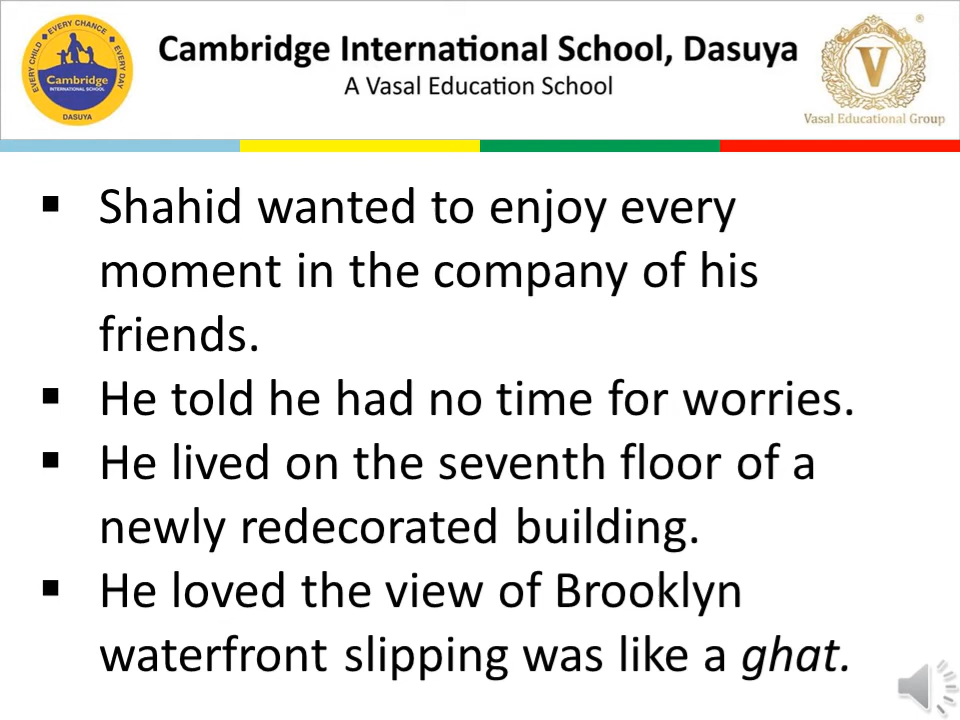 EVERY CHILD • EVERY CHANCE • EVERY DAY
Cambridge
INTERNATIONAL SCHOOL
DASUYA
Cambridge International School, Dasuya
A Vasal Education School
V
®
Vasal Educational Group
▪ Shahid wanted to enjoy every
moment in the company of his
friends.
▪ He told he had no time for worries.
▪ He lived on the seventh floor of a
newly redecorated building.
▪ He loved the view of Brooklyn
waterfront slipping was like a ghat.